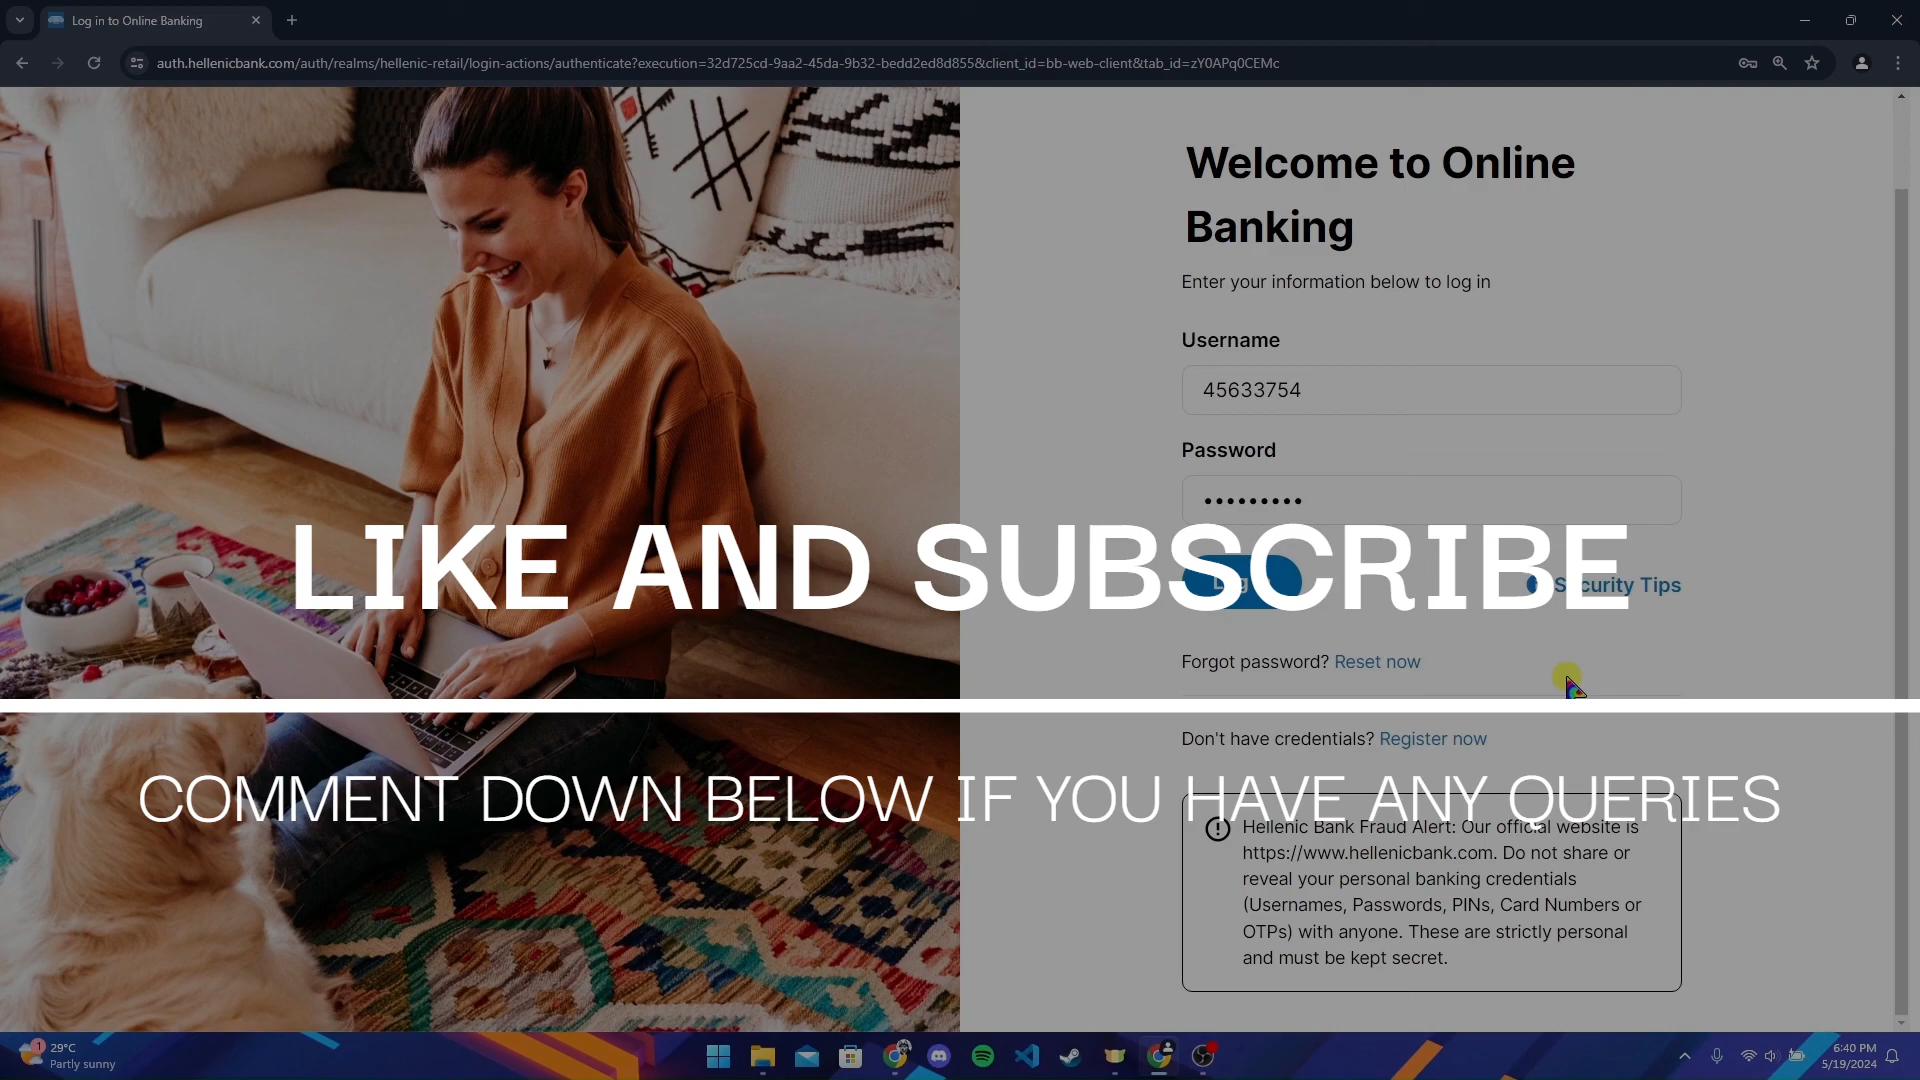 Log in to Online Banking
auth.hellenicbank.com/auth/realms/hellenic-retail/login-actions/authenticate?execution=32d725cd-9aa2-45da-9b32-bedd2ed8d855&client_id=bb-web-client&tab_id=zY0APq0CEMc
Welcome to Online
Banking
Enter your information below to log in
Username
45633754
Password
•••••••••
LIKE AND SUBSCRIBE
Security Tips
Forgot password? Reset now
Don't have credentials? Register now
COMMENT DOWN BELOW IF YOU HAVE ANY QUERIES
Hellenic Bank Fraud Alert: Our official website is
https://www.hellenicbank.com. Do not share or
reveal your personal banking credentials
(Usernames, Passwords, PINs, Card Numbers or
OTPs) with anyone. These are strictly personal
and must be kept secret.
1
29°C
Partly sunny
6:40 PM
5/19/2024